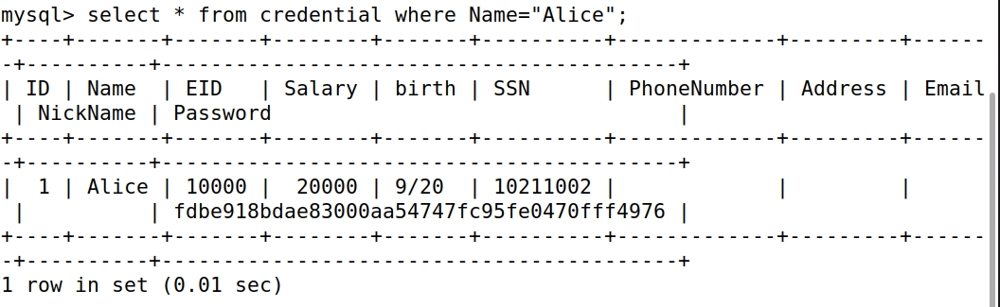 mysql> select * from credential where Name="Alice";
+----+-------+-------+--------+-------+----------+-------------+---------+------
-+----------+------------------------------------------+
| ID | Name  | EID   | Salary | birth | SSN      | PhoneNumber | Address | Email
 | NickName | Password                                 |
+----+-------+-------+--------+-------+----------+-------------+---------+------
-+----------+------------------------------------------+
|  1 | Alice | 10000 |  20000 | 9/20  | 10211002 |             |         |
 |          | fdbe918bdae83000aa54747fc95fe0470fff4976 |
+----+-------+-------+--------+-------+----------+-------------+---------+------
-+----------+------------------------------------------+
1 row in set (0.01 sec)